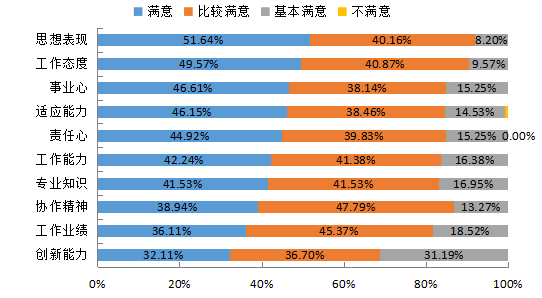 满意 比较满意 基本满意 不满意
思想表现 51.64% 40.16% 8.20%
工作态度 49.57% 40.87% 9.57%
事业心 46.61% 38.14% 15.25%
适应能力 46.15% 38.46% 14.53%
责任心 44.92% 39.83% 15.25% 0.00%
工作能力 42.24% 41.38% 16.38%
专业知识 41.53% 41.53% 16.95%
协作精神 38.94% 47.79% 13.27%
工作业绩 36.11% 45.37% 18.52%
创新能力 32.11% 36.70% 31.19%
0% 20% 40% 60% 80% 100%